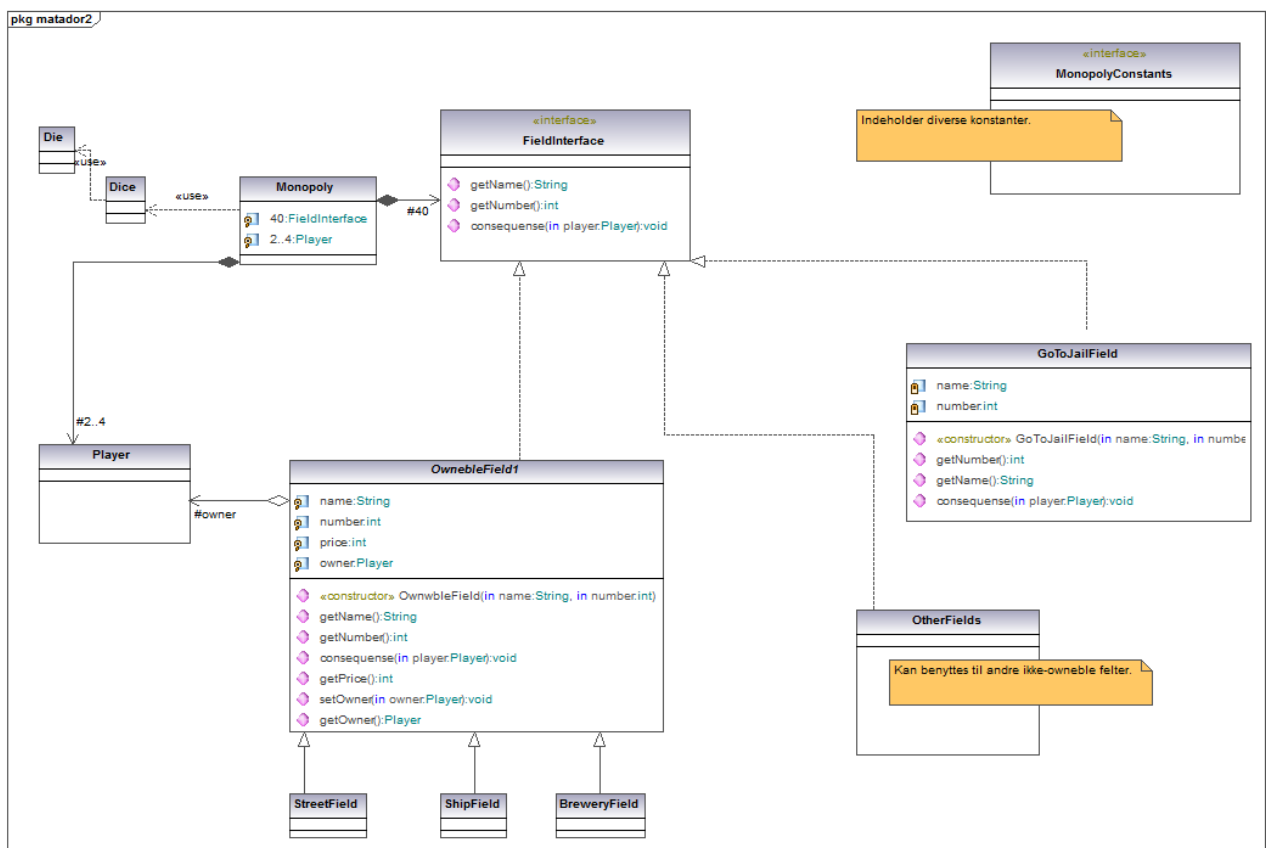 pkg matador2
«interface»
MonopolyConstants
Indeholder diverse konstanter.
«interface»
FieldInterface
getName():String
getNumber():int
consequense(in player:Player):void
Die
«use»
Dice
«use»
Monopoly
40:FieldInterface
2..4:Player
#40
#2..4
Player
#owner
OwnebleField1
name:String
number:int
price:int
owner:Player
«constructor» OwnwbleField(in name:String, in number:int)
getName():String
getNumber():int
consequense(in player:Player):void
getPrice():int
setOwner(in owner:Player):void
getOwner():Player
GoToJailField
name:String
number:int
«constructor» GoToJailField(in name:String, in numbe
getNumber():int
getName():String
consequense(in player:Player):void
OtherFields
Kan benyttes til andre ikke-owneble felter.
StreetField
ShipField
BreweryField